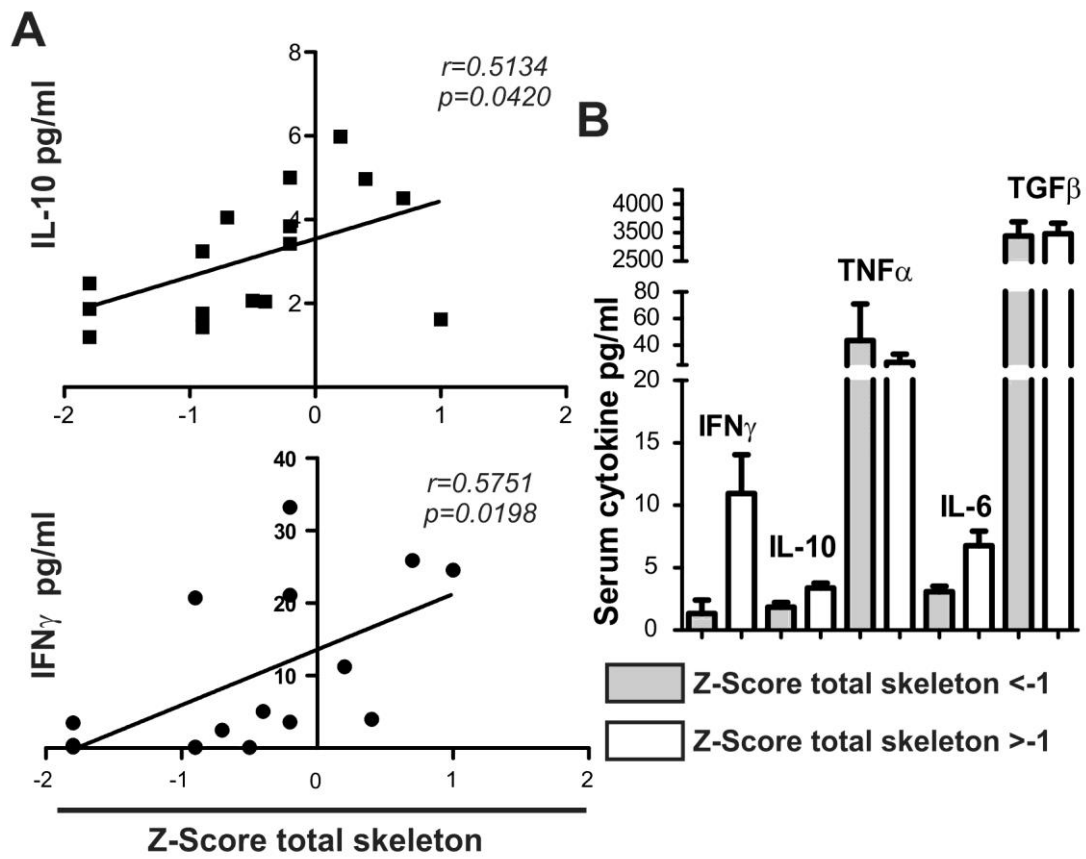 A
IL-10 pg/ml
8
6
4
2
r=0.5134
p=0.0420
-2 -1 0 1 2
IFNγ pg/ml
40
30
20
10
r=0.5751
p=0.0198
-2 -1 0 1 2
Z-Score total skeleton
B
Serum cytokine pg/ml
4000
3500
2500
80
60
40
20
15
10
5
0
IFNγ
IL-10
TNFα
IL-6
TGFβ
Z-Score total skeleton <-1
Z-Score total skeleton >-1